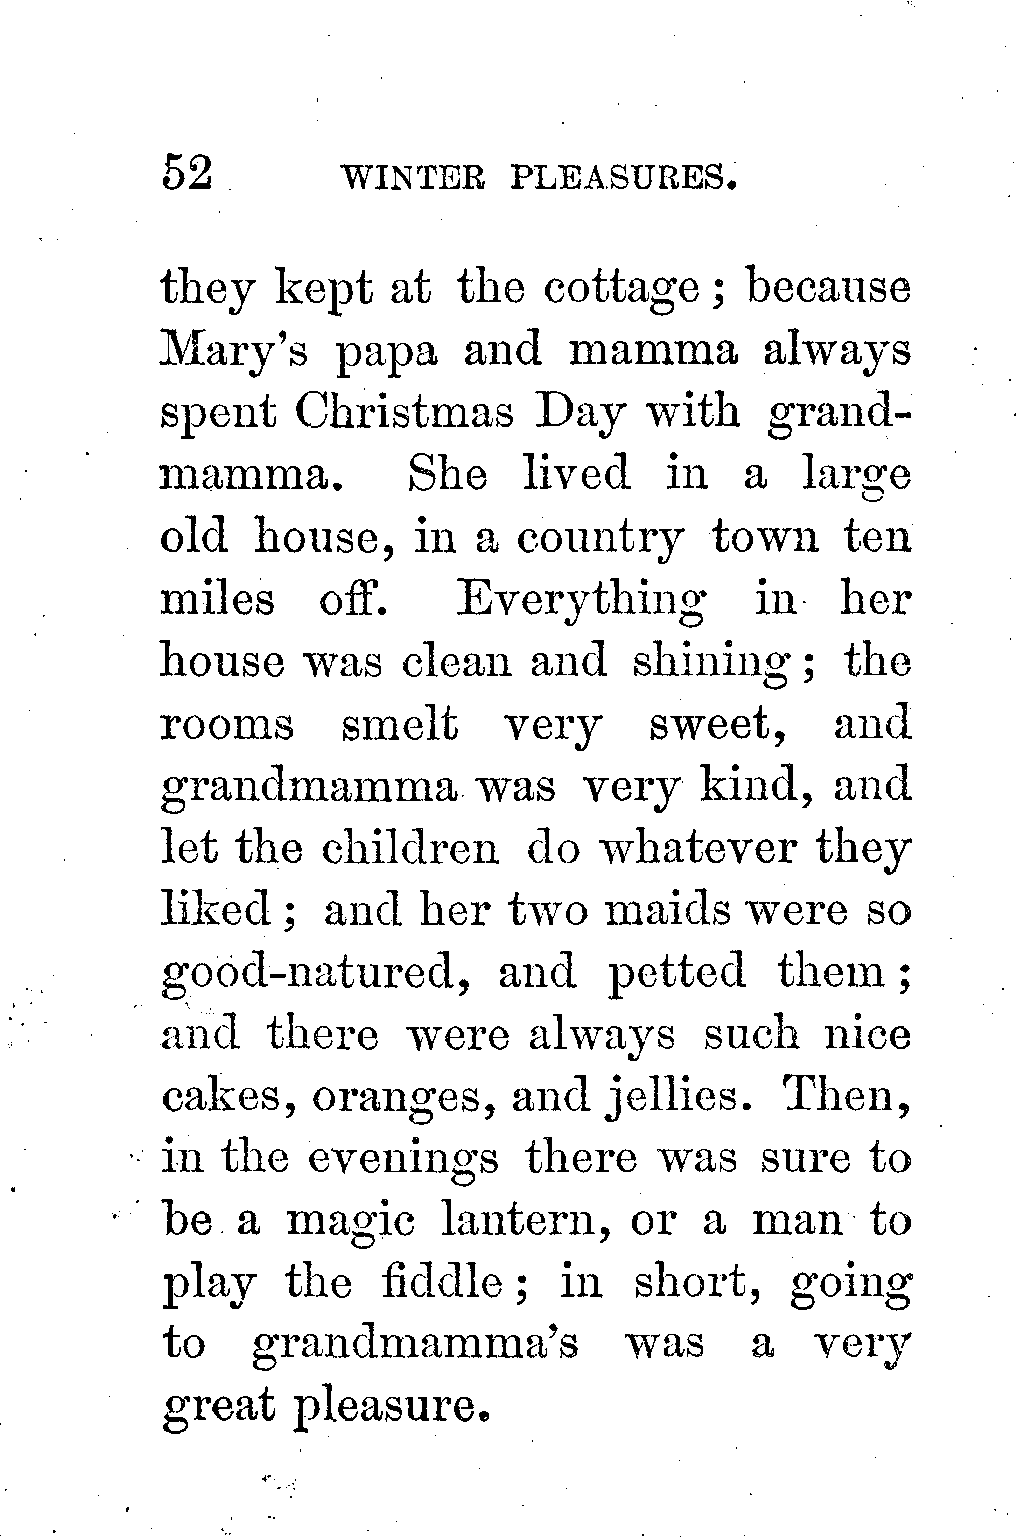 52 WINTER PLEASURES.
they kept at the cottage; because
Mary's papa and mamma always
spent Christmas Day with grand-
mamma. She lived in a large
old house, in a country town ten
miles off. Everything in her
house was clean and shining; the
rooms smelt very sweet, and
grandmamma was very kind, and
let the children do whatever they
liked; and her two maids were so
good-natured, and petted them;
and there were always such nice
cakes, oranges, and jellies. Then,
in the evenings there was sure to
be a magic lantern, or a man to
play the fiddle; in short, going
to grandmamma's was a very
great pleasure.